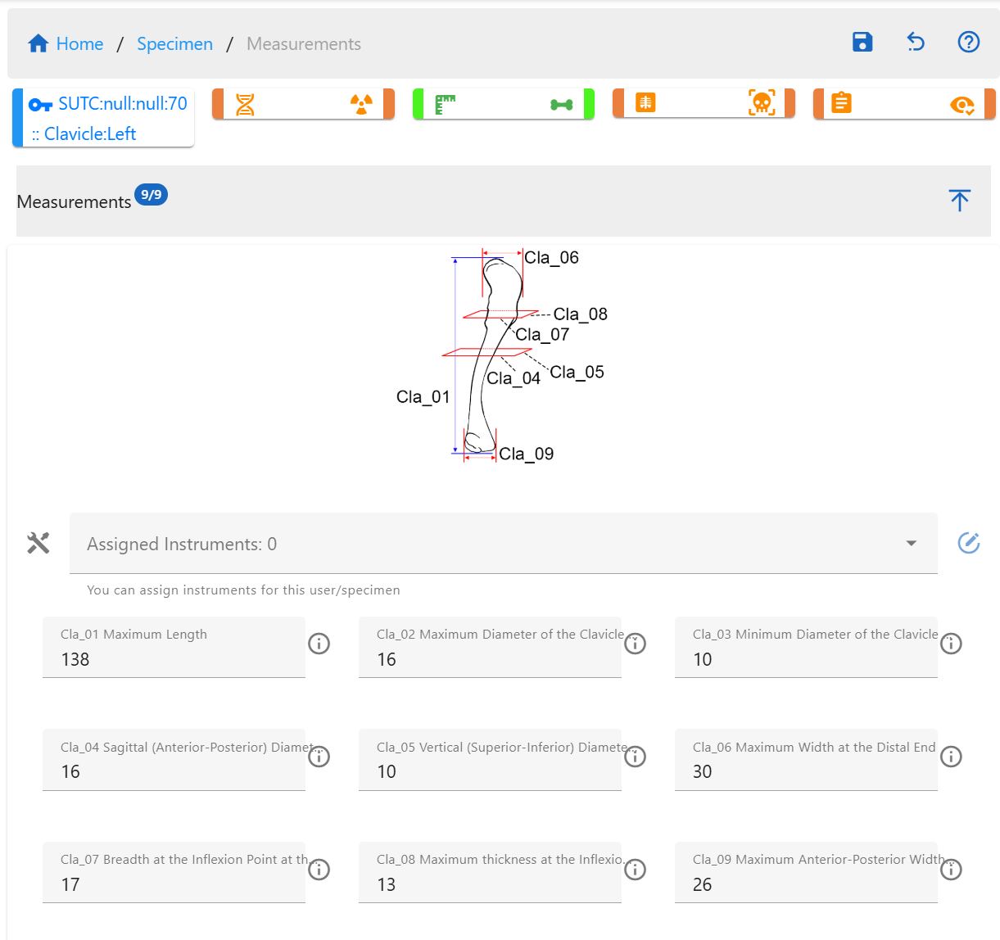 Home / Specimen / Measurements
SUTC:null:null:70
:: Clavicle:Left
Measurements 9/9
Cla_06
Cla_08
Cla_07
Cla_05
Cla_04
Cla_01
Cla_09
Assigned Instruments: 0
You can assign instruments for this user/specimen
Cla_01 Maximum Length
138
Cla_02 Maximum Diameter of the Clavicle...
16
Cla_03 Minimum Diameter of the Clavicle...
10
Cla_04 Sagittal (Anterior-Posterior) Diamet...
16
Cla_05 Vertical (Superior-Inferior) Diamete...
10
Cla_06 Maximum Width at the Distal End
30
Cla_07 Breadth at the Inflexion Point at th...
17
Cla_08 Maximum thickness at the Inflexio...
13
Cla_09 Maximum Anterior-Posterior Width...
26